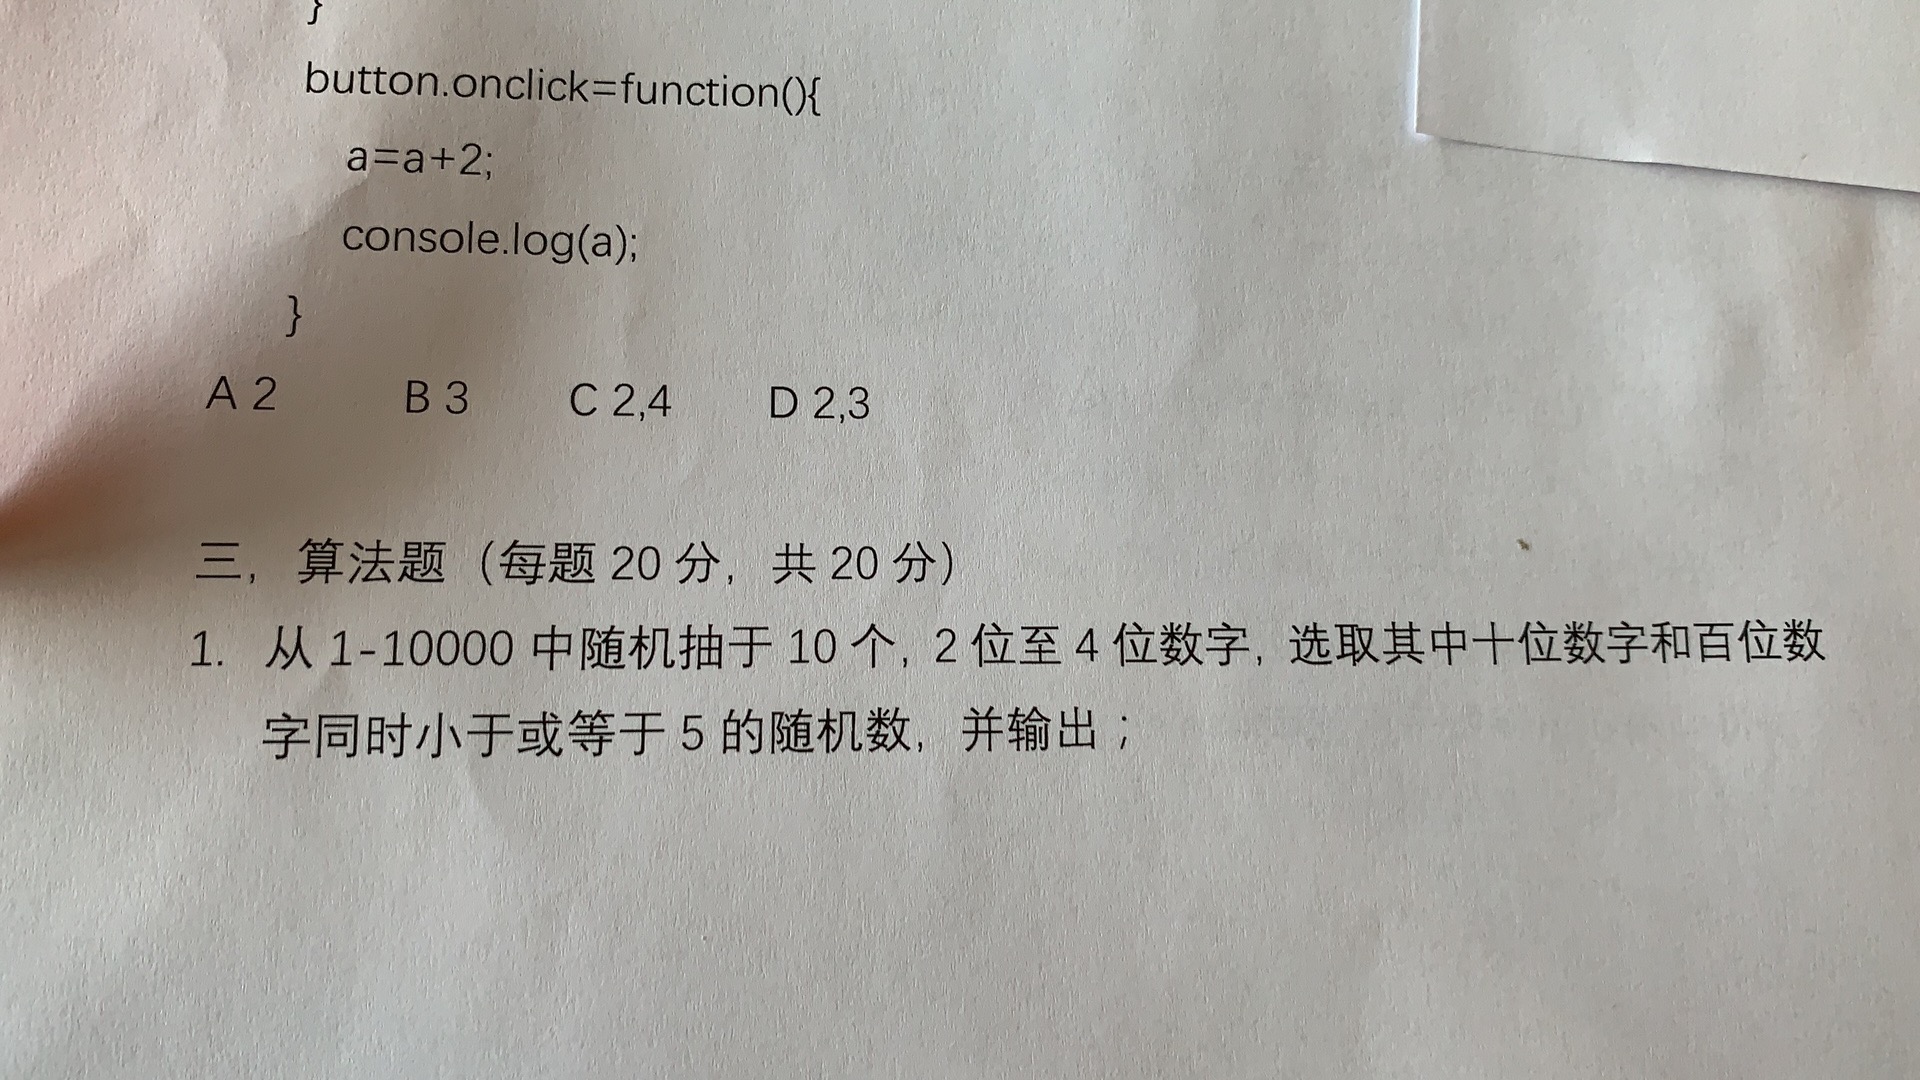 }
button.onclick=function(){
a=a+2;
console.log(a);
}
A 2 B 3 C 2,4 D 2,3
三，算法题（每题 20 分，共 20 分）
1. 从 1-10000 中随机抽于 10 个，2 位至 4 位数字，选取其中十位数字和百位数
字同时小于或等于 5 的随机数，并输出；